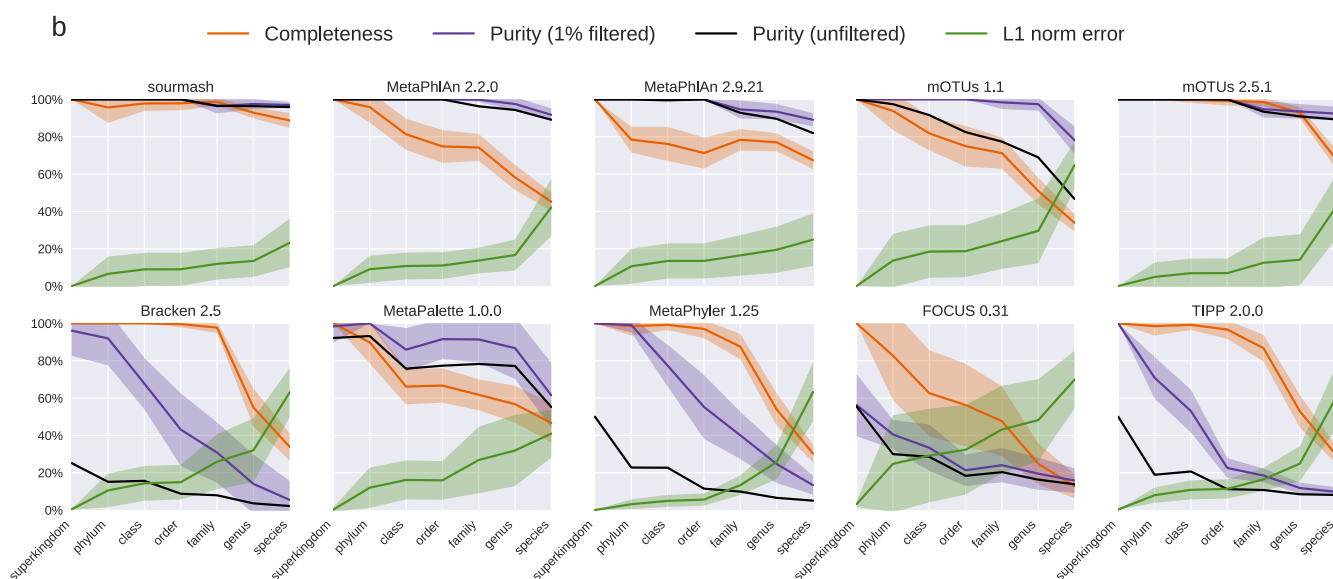 b
Completeness Purity (1% filtered) Purity (unfiltered) L1 norm error
sourmash MetaPhlAn 2.2.0 MetaPhlAn 2.9.21 mOTUs 1.1 mOTUs 2.5.1
100%
80%
60%
40%
20%
0%
Bracken 2.5 MetaPalette 1.0.0 MetaPhyler 1.25 FOCUS 0.31 TIPP 2.0.0
100%
80%
60%
40%
20%
0%
superkingdom phylum class order family genus species superkingdom phylum class order family genus species superkingdom phylum class order family genus species superkingdom phylum class order family genus species superkingdom phylum class order family genus species